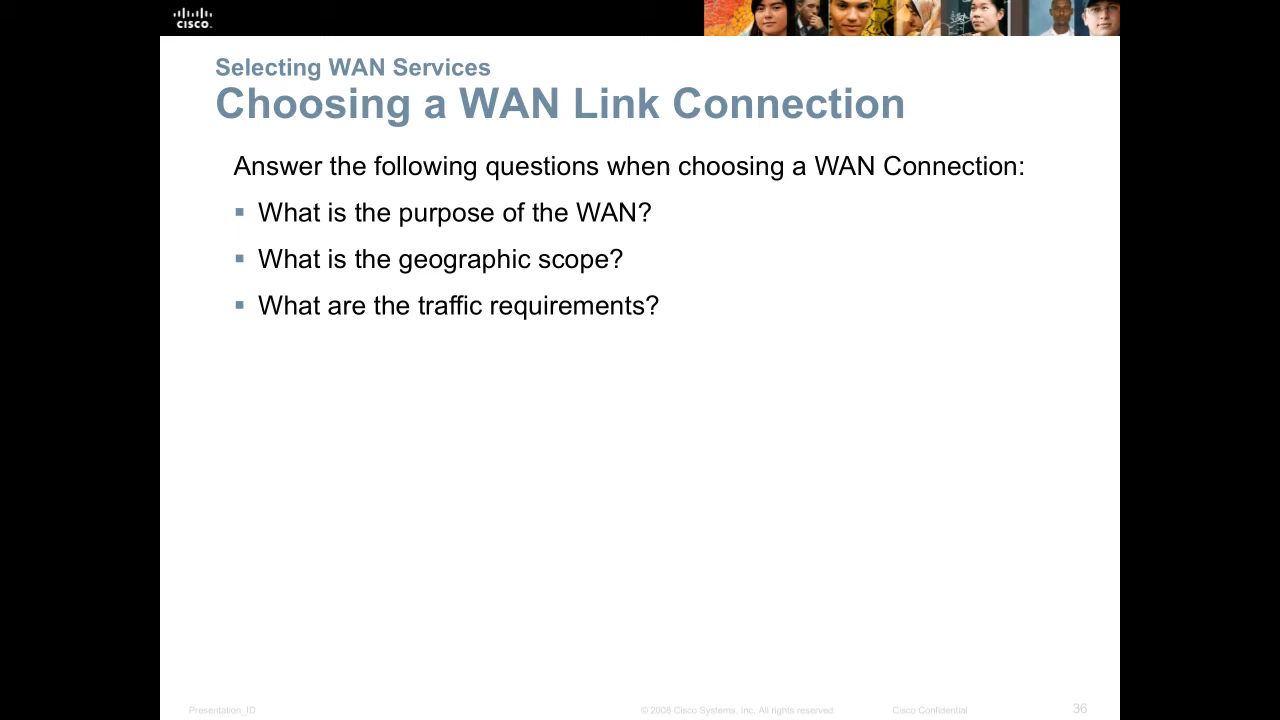 CISCO.
Selecting WAN Services
Choosing a WAN Link Connection
Answer the following questions when choosing a WAN Connection:
▪ What is the purpose of the WAN?
▪ What is the geographic scope?
▪ What are the traffic requirements?
Presentation_ID © 2008 Cisco Systems, Inc. All rights reserved. Cisco Confidential 36